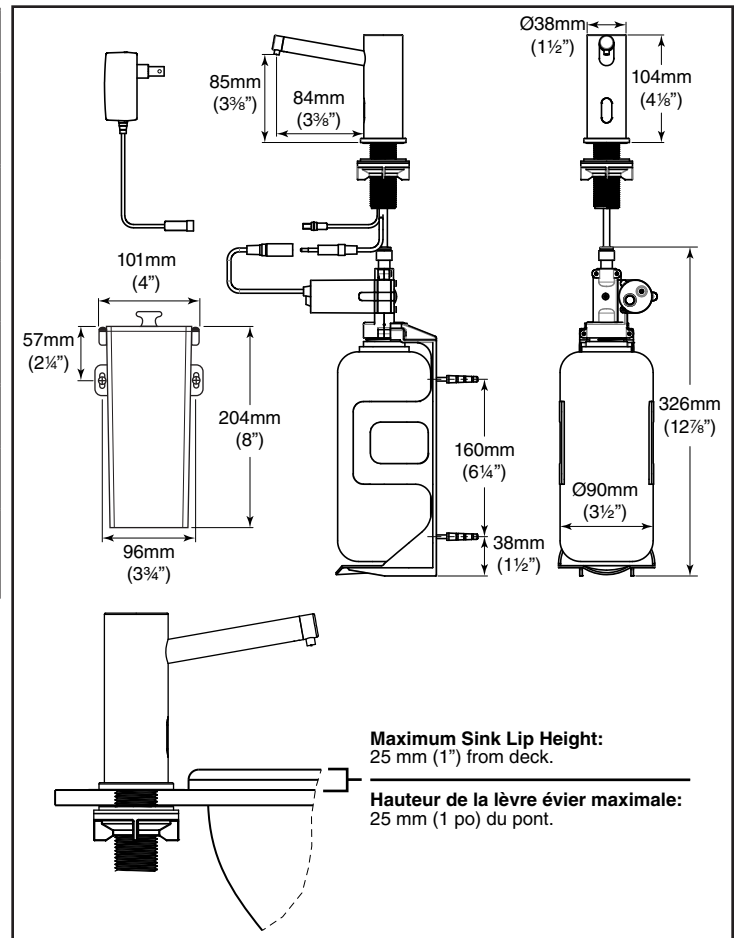 Ø38mm
(1½”)
85mm
(3⅜”)
84mm
(3⅜”)
104mm
(4⅛”)
101mm
(4”)
57mm
(2¼”)
204mm
(8”)
160mm
(6¼”)
326mm
(12⅞”)
Ø90mm
(3½”)
96mm
(3¾”)
38mm
(1½”)
Maximum Sink Lip Height:
25 mm (1”) from deck.
Hauteur de la lèvre évier maximale:
25 mm (1 po) du pont.